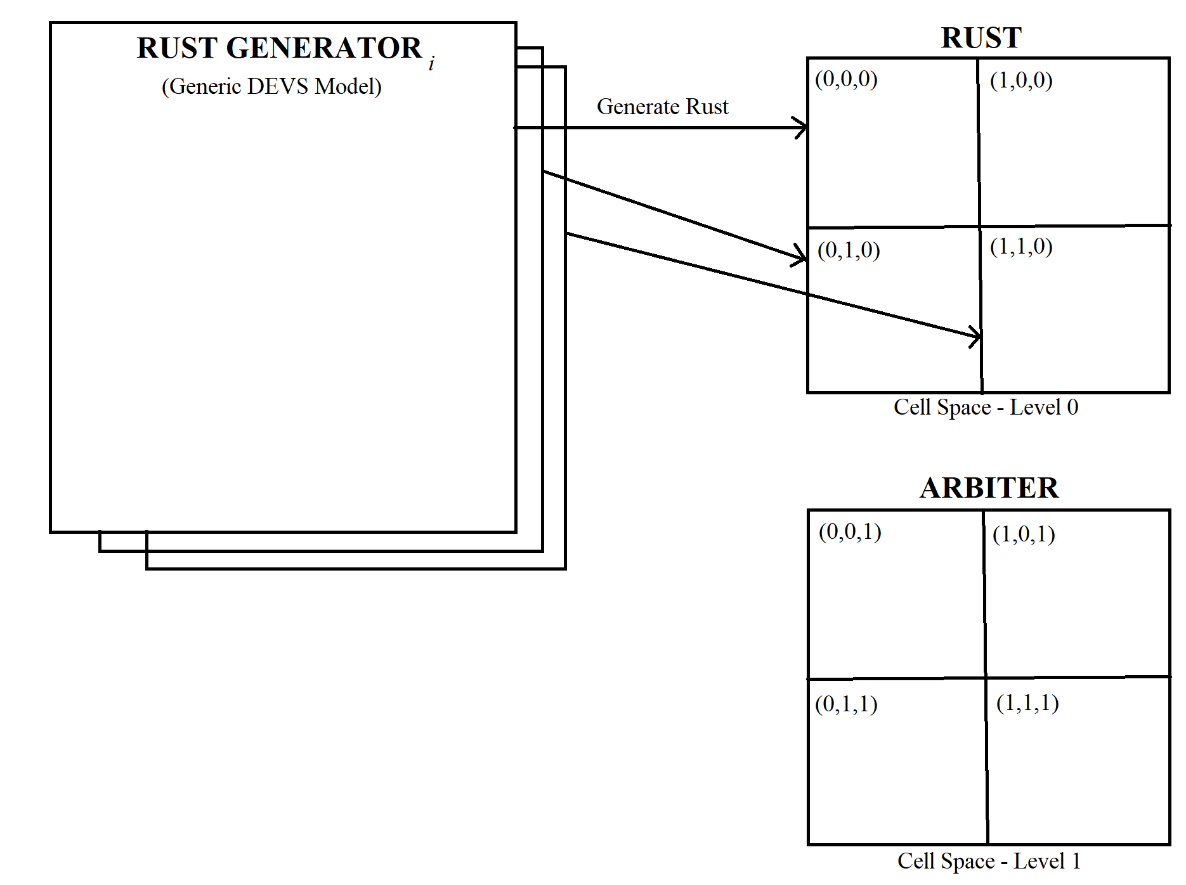 RUST GENERATOR i
(Generic DEVS Model)
Generate Rust
RUST
(0,0,0)
(1,0,0)
(0,1,0)
(1,1,0)
Cell Space - Level 0
ARBITER
(0,0,1)
(1,0,1)
(0,1,1)
(1,1,1)
Cell Space - Level 1